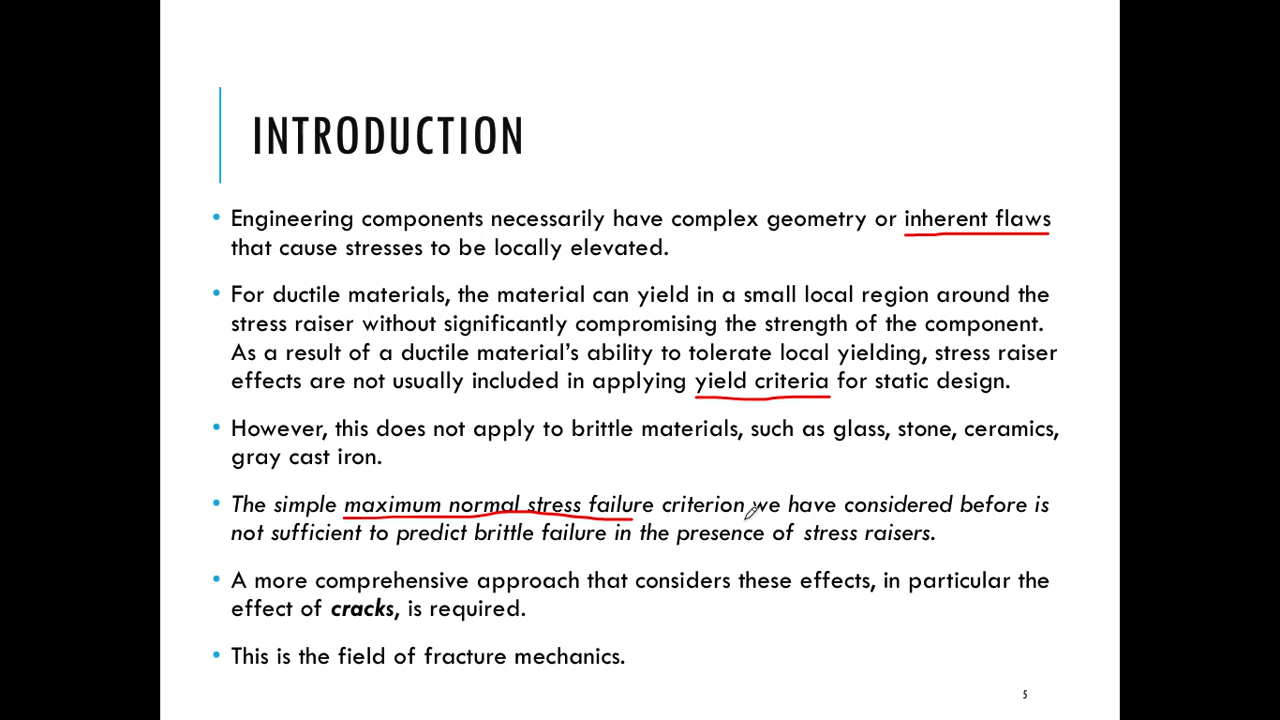 INTRODUCTION
• Engineering components necessarily have complex geometry or inherent flaws
that cause stresses to be locally elevated.
• For ductile materials, the material can yield in a small local region around the
stress raiser without significantly compromising the strength of the component.
As a result of a ductile material’s ability to tolerate local yielding, stress raiser
effects are not usually included in applying yield criteria for static design.
• However, this does not apply to brittle materials, such as glass, stone, ceramics,
gray cast iron.
• The simple maximum normal stress failure criterion we have considered before is
not sufficient to predict brittle failure in the presence of stress raisers.
• A more comprehensive approach that considers these effects, in particular the
effect of cracks, is required.
• This is the field of fracture mechanics.
5